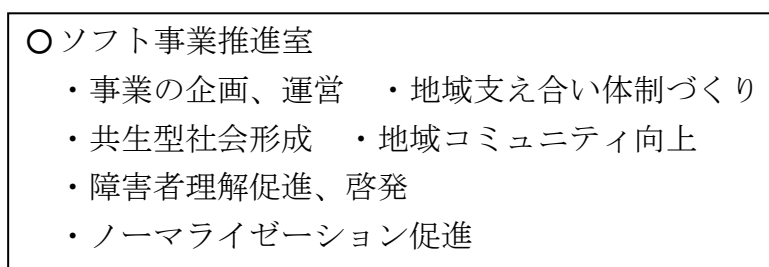 ○ソフト事業推進室
・事業の企画、運営　・地域支え合い体制づくり
・共生型社会形成　・地域コミュニティ向上
・障害者理解促進、啓発
・ノーマライゼーション促進